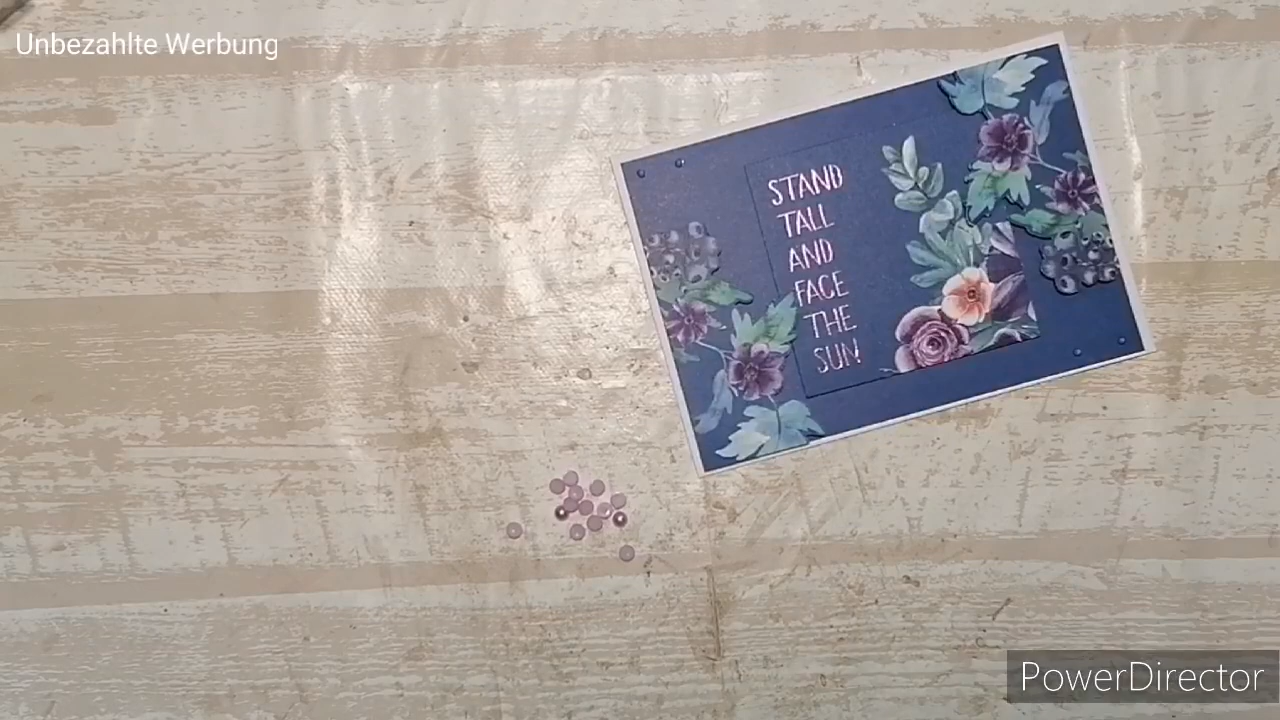 Unbezahlte Werbung
STAND
TALL
AND
FACE
THE
SUN
PowerDirector